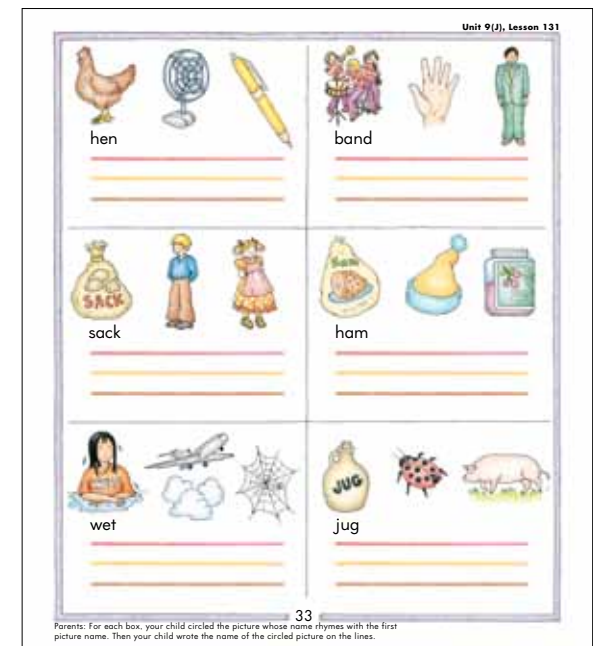 Unit 9(J), Lesson 131
hen
band
SACK
Ham
sack
ham
JUG
wet
jug
33
Parents: For each box, your child circled the picture whose name rhymes with the first
picture name. Then your child wrote the name of the circled picture on the lines.